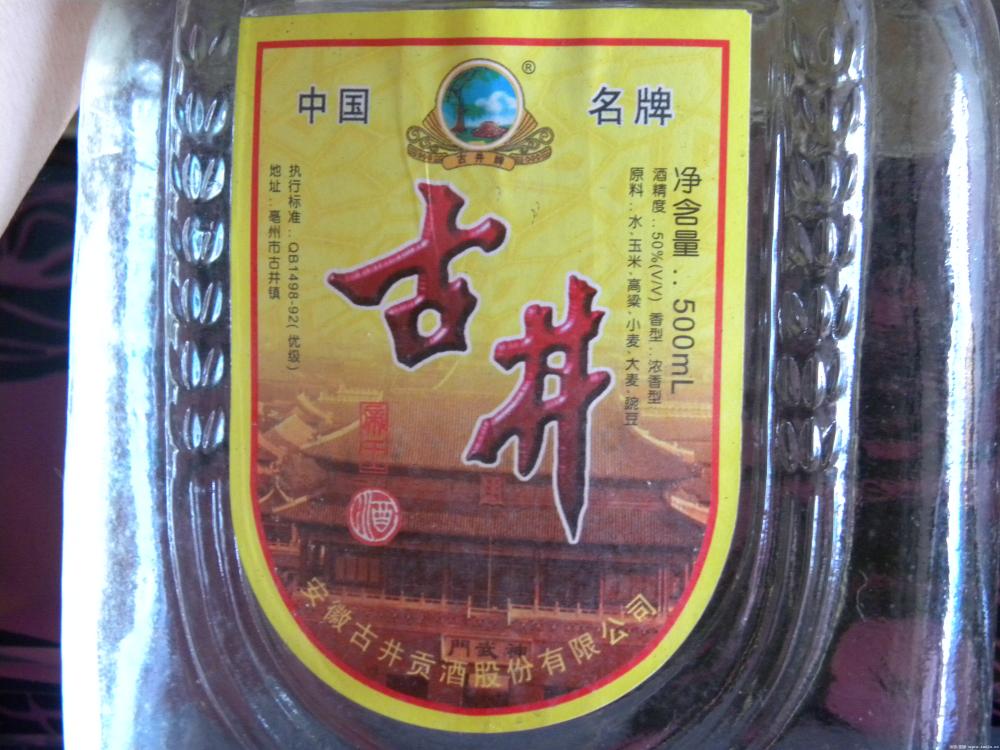 中国
名牌
®
古井牌
古井
净含量：500mL
酒精度：50%(V/V) 香型：浓香型
原料：水、玉米、高粱、小麦、大麦、豌豆
执行标准：QB1498-92(优级)
地址：亳州市古井镇
酒
神武門
安徽古井贡酒股份有限公司